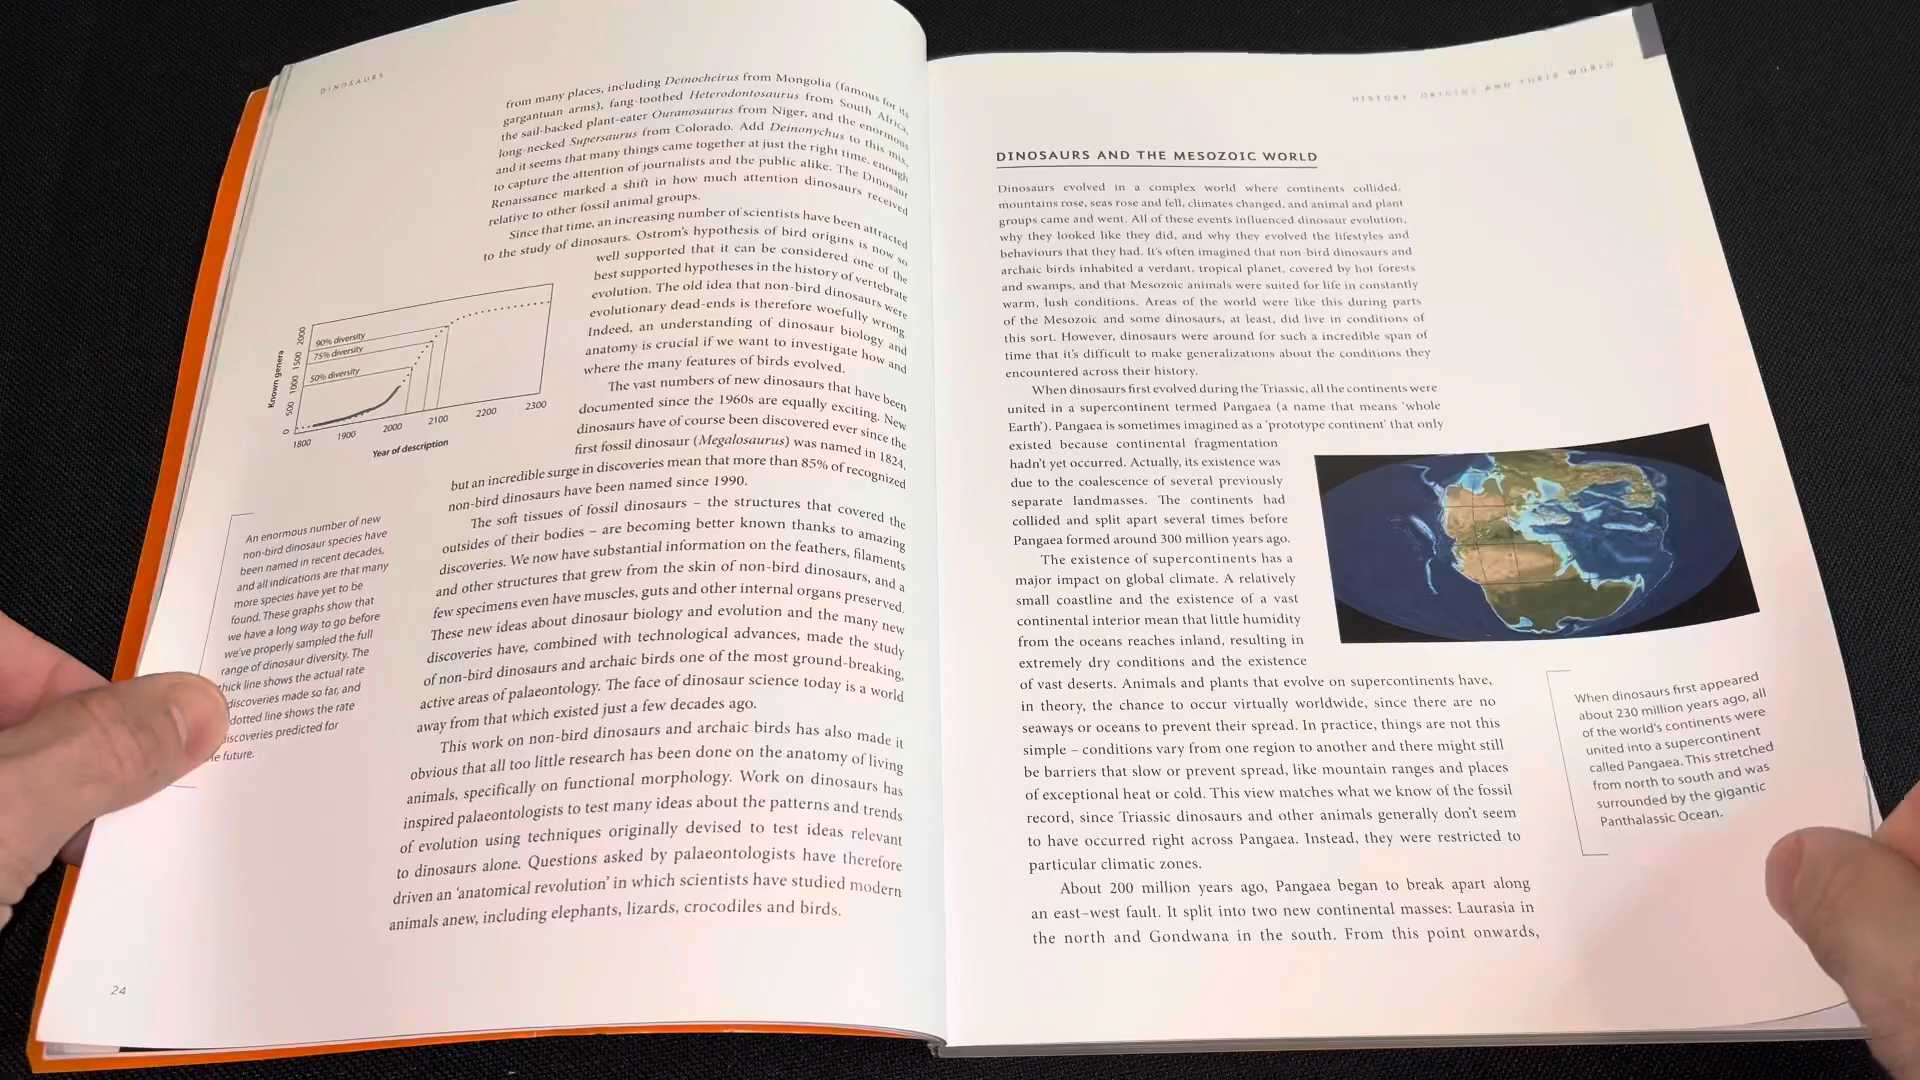 DINOSAURS
from many places, including Deinocheirus from Mongolia (famous for its
gargantuan arms), fang-toothed Heterodontosaurus from South Africa,
the sail-backed plant-eater Ouranosaurus from Niger, and the enormous
long-necked Supersaurus from Colorado. Add Deinonychus to this mix,
and it seems that many things came together at just the right time, enough
to capture the attention of journalists and the public alike. The Dinosaur
Renaissance marked a shift in how much attention dinosaurs received
relative to other fossil animal groups.
Since that time, an increasing number of scientists have been attracted
to the study of dinosaurs. Ostrom's hypothesis of bird origins is now so
well supported that it can be considered one of the
best supported hypotheses in the history of vertebrate
evolution. The old idea that non-bird dinosaurs were
evolutionary dead-ends is therefore woefully wrong.
Indeed, an understanding of dinosaur biology and
anatomy is crucial if we want to investigate how and
where the many features of birds evolved.
The vast numbers of new dinosaurs that have been
documented since the 1960s are equally exciting. New
dinosaurs have of course been discovered ever since the
first fossil dinosaur (Megalosaurus) was named in 1824,
but an incredible surge in discoveries mean that more than 85% of recognized
non-bird dinosaurs have been named since 1990.
The soft tissues of fossil dinosaurs – the structures that covered the
outsides of their bodies – are becoming better known thanks to amazing
discoveries. We now have substantial information on the feathers, filaments
and other structures that grew from the skin of non-bird dinosaurs, and a
few specimens even have muscles, guts and other internal organs preserved.
These new ideas about dinosaur biology and evolution and the many new
discoveries have, combined with technological advances, made the study
of non-bird dinosaurs and archaic birds one of the most ground-breaking,
active areas of palaeontology. The face of dinosaur science today is a world
away from that which existed just a few decades ago.
This work on non-bird dinosaurs and archaic birds has also made it
obvious that all too little research has been done on the anatomy of living
animals, specifically on functional morphology. Work on dinosaurs has
inspired palaeontologists to test many ideas about the patterns and trends
of evolution using techniques originally devised to test ideas relevant
to dinosaurs alone. Questions asked by palaeontologists have therefore
driven an 'anatomical revolution' in which scientists have studied modern
animals anew, including elephants, lizards, crocodiles and birds.
Known genera
0 500 1000 1500 2000
90% diversity
75% diversity
50% diversity
1800 1900 2000 2100 2200 2300
Year of description
An enormous number of new
non-bird dinosaur species have
been named in recent decades,
and all indications are that many
more species have yet to be
found. These graphs show that
we have a long way to go before
we've properly sampled the full
range of dinosaur diversity. The
thick line shows the actual rate
discoveries made so far, and
dotted line shows the rate
discoveries predicted for
future.
24
HISTORY, ORIGINS AND THEIR WORLD
DINOSAURS AND THE MESOZOIC WORLD
Dinosaurs evolved in a complex world where continents collided,
mountains rose, seas rose and fell, climates changed, and animal and plant
groups came and went. All of these events influenced dinosaur evolution,
why they looked like they did, and why they evolved the lifestyles and
behaviours that they had. It's often imagined that non-bird dinosaurs and
archaic birds inhabited a verdant, tropical planet, covered by hot forests
and swamps, and that Mesozoic animals were suited for life in constantly
warm, lush conditions. Areas of the world were like this during parts
of the Mesozoic and some dinosaurs, at least, did live in conditions of
this sort. However, dinosaurs were around for such a incredible span of
time that it's difficult to make generalizations about the conditions they
encountered across their history.
When dinosaurs first evolved during the Triassic, all the continents were
united in a supercontinent termed Pangaea (a name that means 'whole
Earth'). Pangaea is sometimes imagined as a 'prototype continent' that only
existed because continental fragmentation
hadn't yet occurred. Actually, its existence was
due to the coalescence of several previously
separate landmasses. The continents had
collided and split apart several times before
Pangaea formed around 300 million years ago.
The existence of supercontinents has a
major impact on global climate. A relatively
small coastline and the existence of a vast
continental interior mean that little humidity
from the oceans reaches inland, resulting in
extremely dry conditions and the existence
of vast deserts. Animals and plants that evolve on supercontinents have,
in theory, the chance to occur virtually worldwide, since there are no
seaways or oceans to prevent their spread. In practice, things are not this
simple – conditions vary from one region to another and there might still
be barriers that slow or prevent spread, like mountain ranges and places
of exceptional heat or cold. This view matches what we know of the fossil
record, since Triassic dinosaurs and other animals generally don't seem
to have occurred right across Pangaea. Instead, they were restricted to
particular climatic zones.
About 200 million years ago, Pangaea began to break apart along
an east–west fault. It split into two new continental masses: Laurasia in
the north and Gondwana in the south. From this point onwards,
When dinosaurs first appeared
about 230 million years ago, all
of the world's continents were
united into a supercontinent
called Pangaea. This stretched
from north to south and was
surrounded by the gigantic
Panthalassic Ocean.